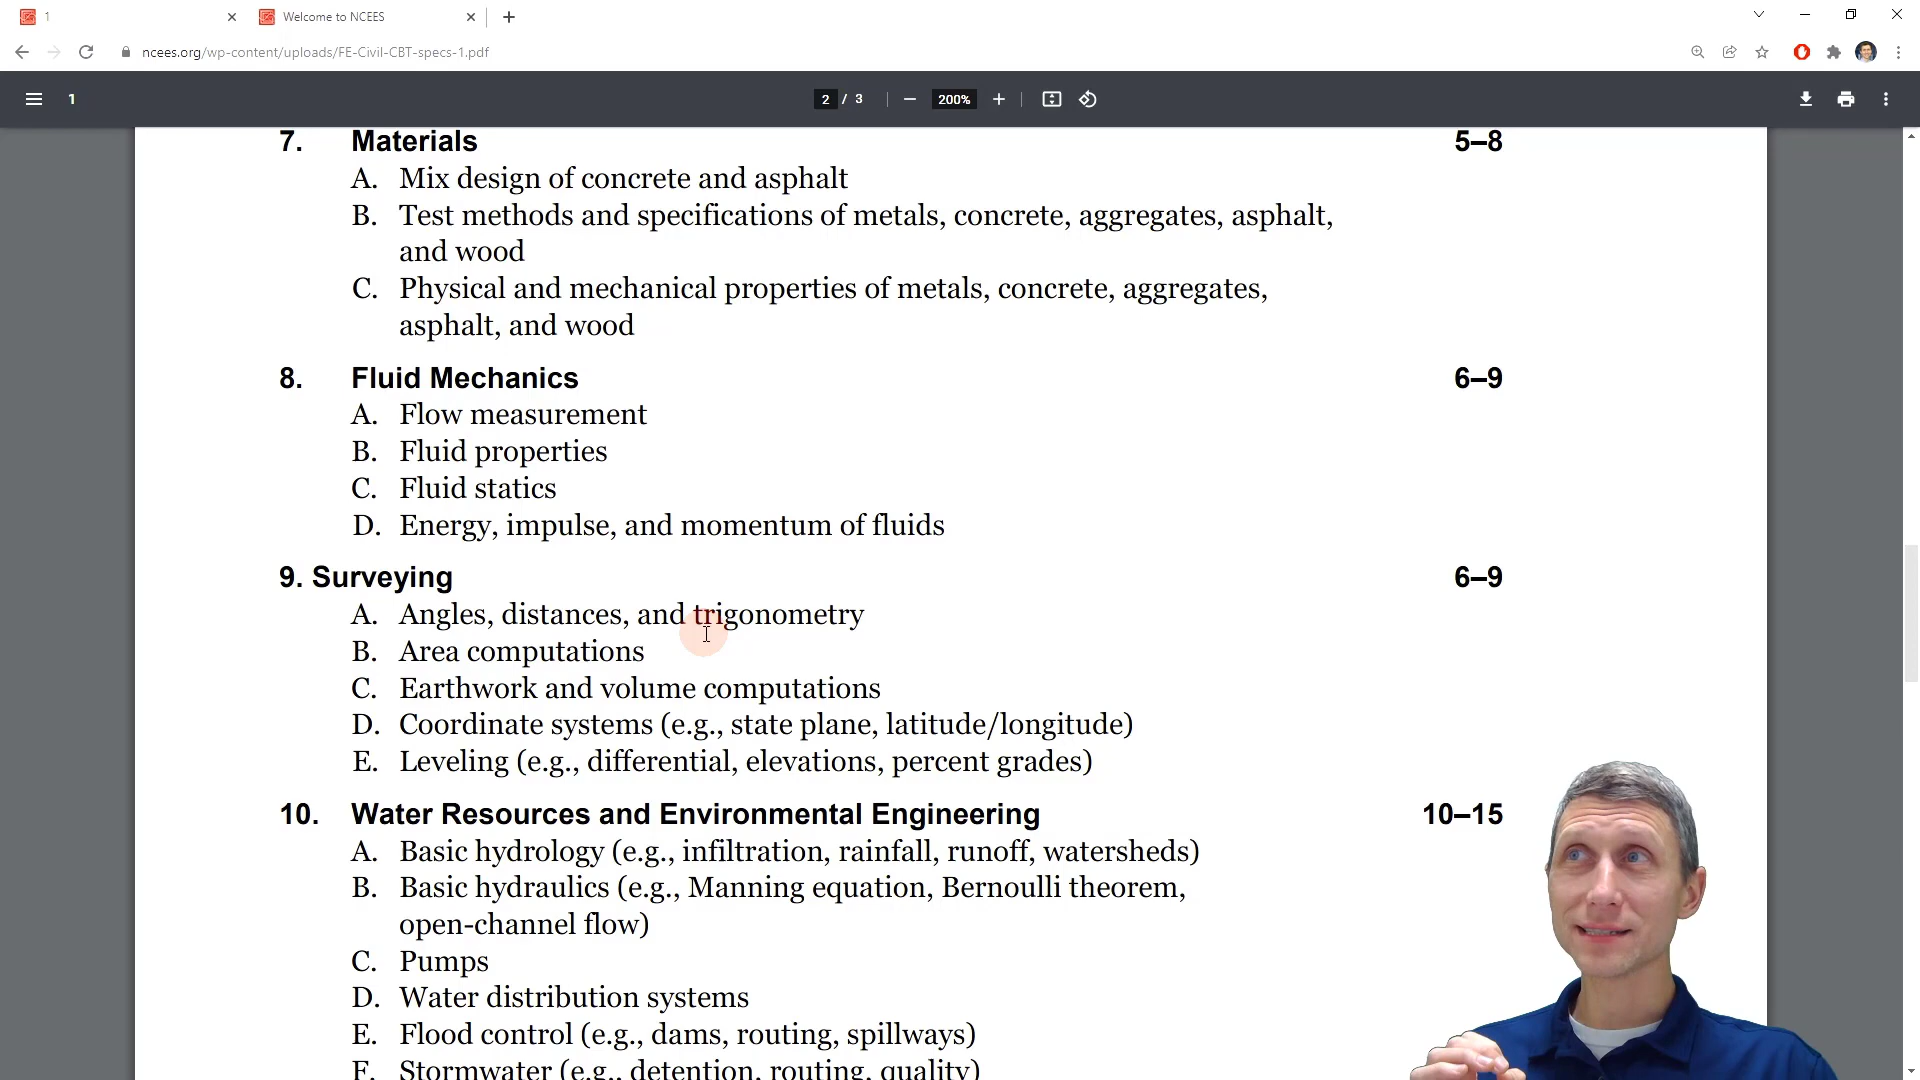 1
Welcome to NCEES
ncees.org/wp-content/uploads/FE-Civil-CBT-specs-1.pdf
1
2 / 3
200%
7. Materials 5–8
A. Mix design of concrete and asphalt
B. Test methods and specifications of metals, concrete, aggregates, asphalt,
and wood
C. Physical and mechanical properties of metals, concrete, aggregates,
asphalt, and wood
8. Fluid Mechanics 6–9
A. Flow measurement
B. Fluid properties
C. Fluid statics
D. Energy, impulse, and momentum of fluids
9. Surveying 6–9
A. Angles, distances, and trigonometry
B. Area computations
C. Earthwork and volume computations
D. Coordinate systems (e.g., state plane, latitude/longitude)
E. Leveling (e.g., differential, elevations, percent grades)
10. Water Resources and Environmental Engineering 10–15
A. Basic hydrology (e.g., infiltration, rainfall, runoff, watersheds)
B. Basic hydraulics (e.g., Manning equation, Bernoulli theorem,
open-channel flow)
C. Pumps
D. Water distribution systems
E. Flood control (e.g., dams, routing, spillways)
F. Stormwater (e.g., detention, routing, quality)